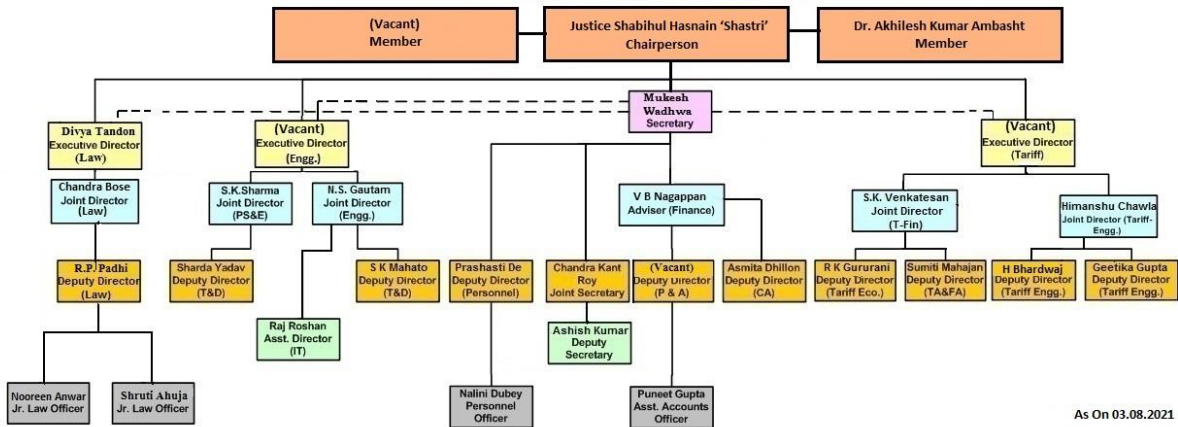 (Vacant)
Member
Justice Shabihul Hasnain ‘Shastri’
Chairperson
Dr. Akhilesh Kumar Ambasht
Member
Mukesh
Wadhwa
Secretary
Divya Tandon
Executive Director
(Law)
(Vacant)
Executive Director
(Engg.)
(Vacant)
Executive Director
(Tariff)
Chandra Bose
Joint Director
(Law)
S.K.Sharma
Joint Director
(PS&E)
N.S. Gautam
Joint Director
(Engg.)
V B Nagappan
Adviser (Finance)
S.K. Venkatesan
Joint Director
(T-Fin)
Himanshu Chawla
Joint Director (Tariff-
Engg.)
R.P. Padhi
Deputy Director
(Law)
Sharda Yadav
Deputy Director
(T&D)
S K Mahato
Deputy Director
(T&D)
Prashasti De
Deputy Director
(Personnel)
Chandra Kant
Roy
Joint Secretary
(Vacant)
Deputy Director
(P & A)
Asmita Dhillon
Deputy Director
(CA)
R K Gururani
Deputy Director
(Tariff Eco.)
Sumiti Mahajan
Deputy Director
(TA&FA)
H Bhardwaj
Deputy Director
(Tariff Engg.)
Geetika Gupta
Deputy Director
(Tariff Engg.)
Raj Roshan
Asst. Director
(IT)
Ashish Kumar
Deputy
Secretary
Nooreen Anwar
Jr. Law Officer
Shruti Ahuja
Jr. Law Officer
Nalini Dubey
Personnel
Officer
Puneet Gupta
Asst. Accounts
Officer
As On 03.08.2021